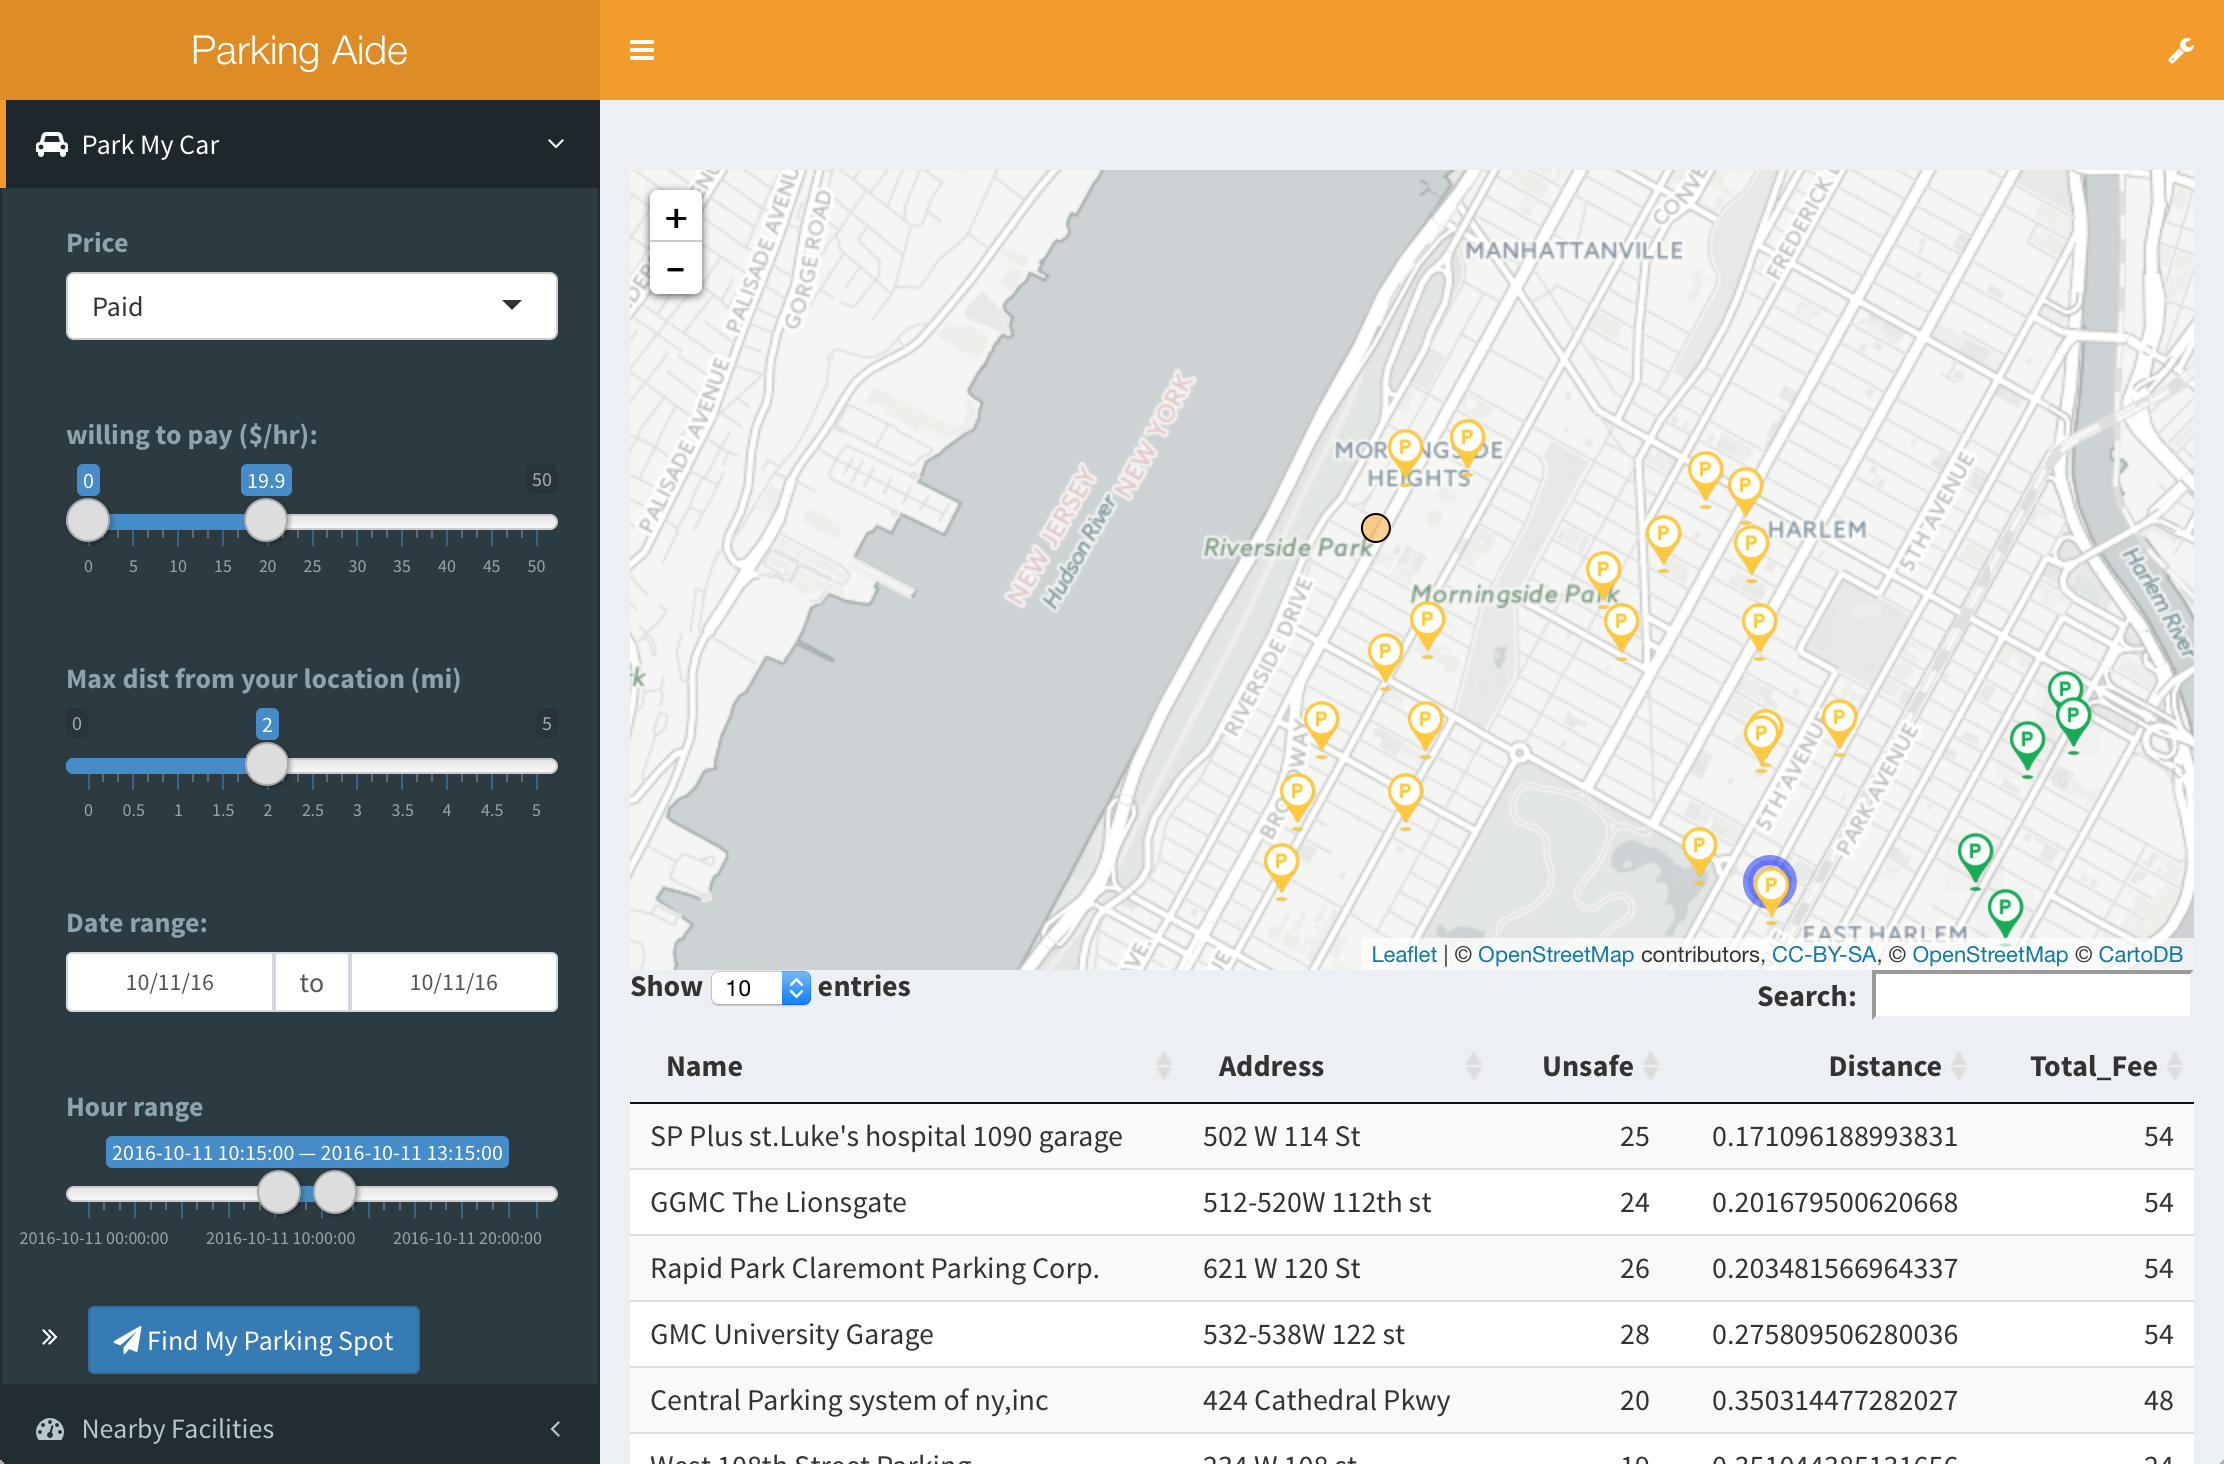 Parking Aide
Park My Car
Price
Paid
willing to pay ($/hr):
0 19.9 50
0 5 10 15 20 25 30 35 40 45 50
Max dist from your location (mi)
0 2 5
0 0.5 1 1.5 2 2.5 3 3.5 4 4.5 5
Date range:
10/11/16 to 10/11/16
Hour range
2016-10-11 10:15:00 — 2016-10-11 13:15:00
2016-10-11 00:00:00 2016-10-11 10:00:00 2016-10-11 20:00:00
Find My Parking Spot
Nearby Facilities
+
−
PALISADE AVENUE
GORGE ROAD
PALISADE AVENUE
NEW JERSEY
NEW YORK
Hudson River
MANHATTANVILLE
CONVE
FREDERICK
HEIGHTS
HARLEM
Riverside Park
Morningside Park
RIVERSIDE DRIVE
5TH AVENUE
5TH AVENUE
PARK AVENUE
Harlem River
EAST HARLEM
Leaflet | © OpenStreetMap contributors, CC-BY-SA, © OpenStreetMap © CartoDB
Show 10 entries
Search:
Name Address Unsafe Distance Total_Fee
SP Plus st.Luke's hospital 1090 garage 502 W 114 St 25 0.171096188993831 54
GGMC The Lionsgate 512-520W 112th st 24 0.201679500620668 54
Rapid Park Claremont Parking Corp. 621 W 120 St 26 0.203481566964337 54
GMC University Garage 532-538W 122 st 28 0.275809506280036 54
Central Parking system of ny,inc 424 Cathedral Pkwy 20 0.350314477282027 48